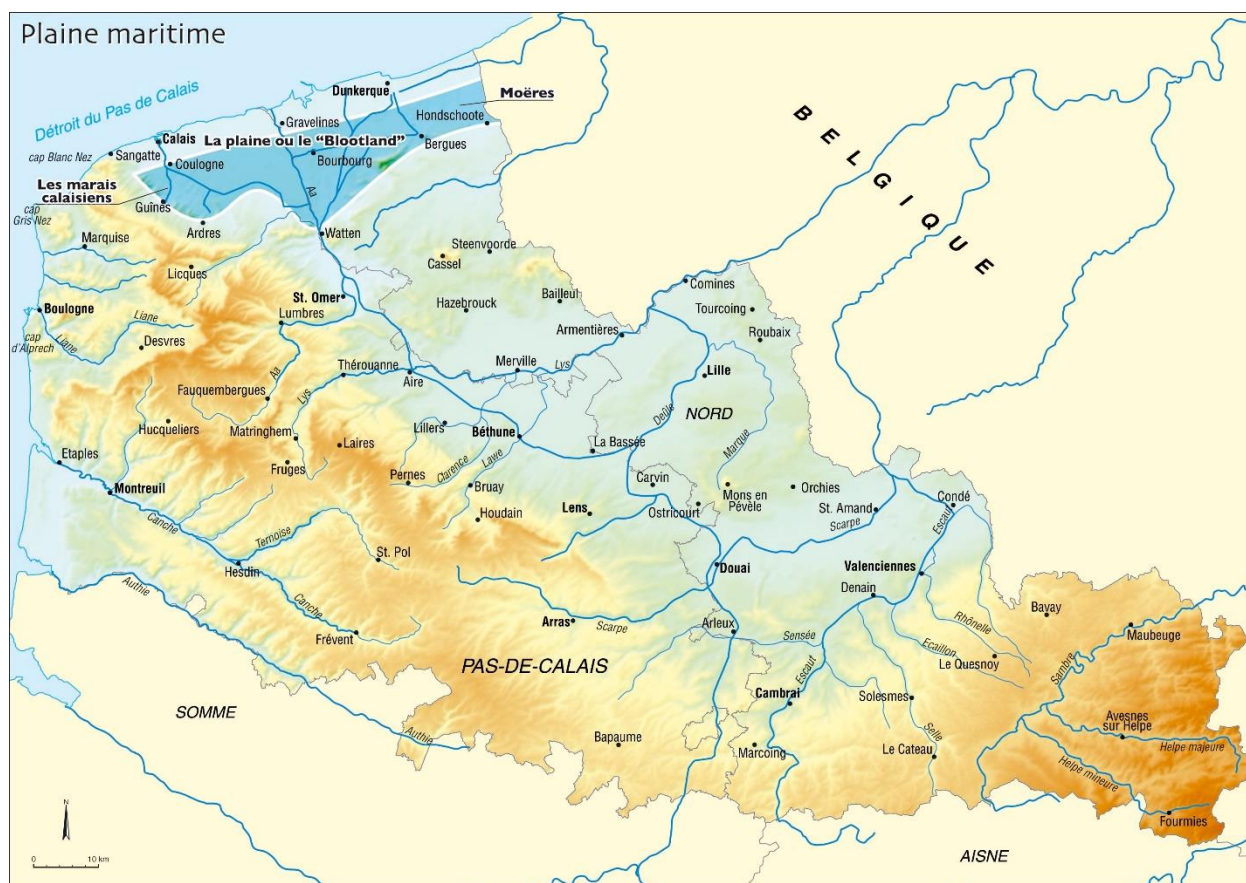 Plaine maritime
Détroit du Pas de Calais
Dunkerque
Moëres
Gravelines
Hondschoote
La plaine ou le “Blootland”
Calais
Bergues
cap Blanc Nez
Sangatte
Coulogne
Bourbourg
Les marais
calaisiens
Aa
Guînes
cap
Gris Nez
Ardres
Watten
Marquise
Steenvoorde
Cassel
Licques
BELGIQUE
Comines
St. Omer
Bailleul
Hazebrouck
Tourcoing
Boulogne
Liane
Lumbres
cap
d'Alprech
Liane
Desvres
Armentières
Roubaix
Thérouanne
Aire
Merville
Lys
Lille
Fauquembergues
Aa
Lys
Deûle
NORD
Hucqueliers
Matringhem
Laires
Lillers
Béthune
La Bassée
Marque
Etaples
Fruges
Pernes
Clarence
Lawe
Bruay
Carvin
Mons en
Pévèle
Orchies
Montreuil
Houdain
Lens
Ostricourt
St. Amand
Scarpe
Condé
Escaut
Canche
Ternoise
St. Pol
Hesdin
Douai
Valenciennes
Denain
Authie
Canche
Frévent
Arras
Scarpe
Arleux
Sensée
Rhônelle
Bavay
Maubeuge
Ecaillon
Le Quesnoy
Sambre
PAS-DE-CALAIS
Escaut
Cambrai
Solesmes
SOMME
Selle
Avesnes
sur Helpe
Authie
Bapaume
Marcoing
Le Cateau
Helpe majeure
Helpe mineure
Fourmies
N
0
10 km
AISNE